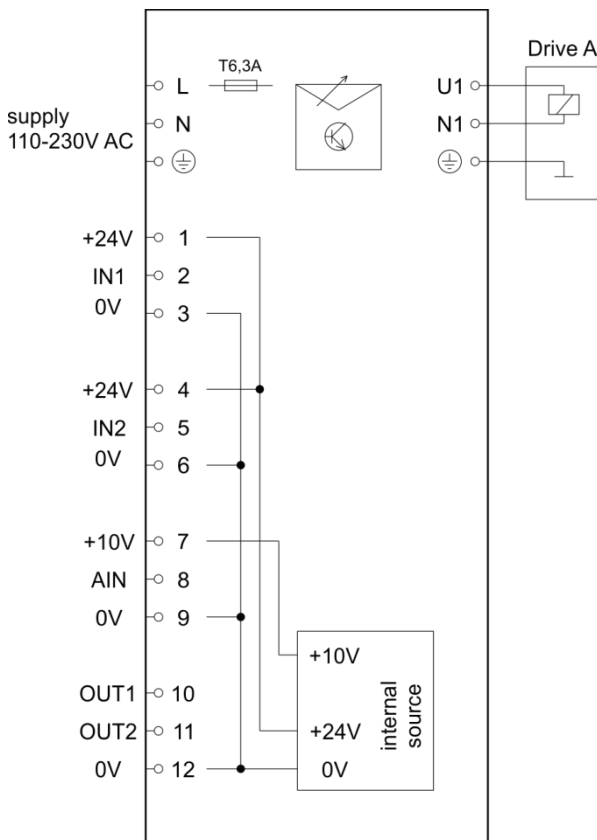 Drive A
T6,3A
L
U1
supply
110-230V AC
N
N1
+24V 1
IN1 2
0V 3
+24V 4
IN2 5
0V 6
+10V 7
AIN 8
0V 9
+10V
OUT1 10
OUT2 11
+24V
0V 12
0V
internal
source